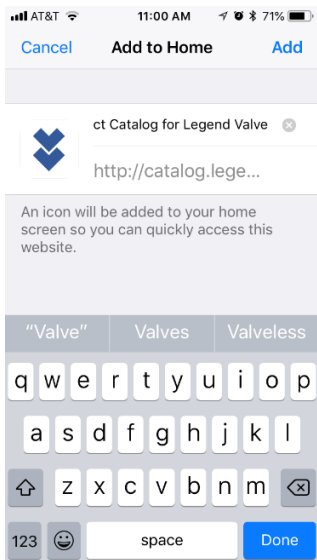 AT&T 11:00 AM 71%
Cancel Add to Home Add
ct Catalog for Legend Valve
http://catalog.lege...
An icon will be added to your home
screen so you can quickly access this
website.
“Valve” Valves Valveless
q w e r t y u i o p
a s d f g h j k l
z x c v b n m
123 space Done